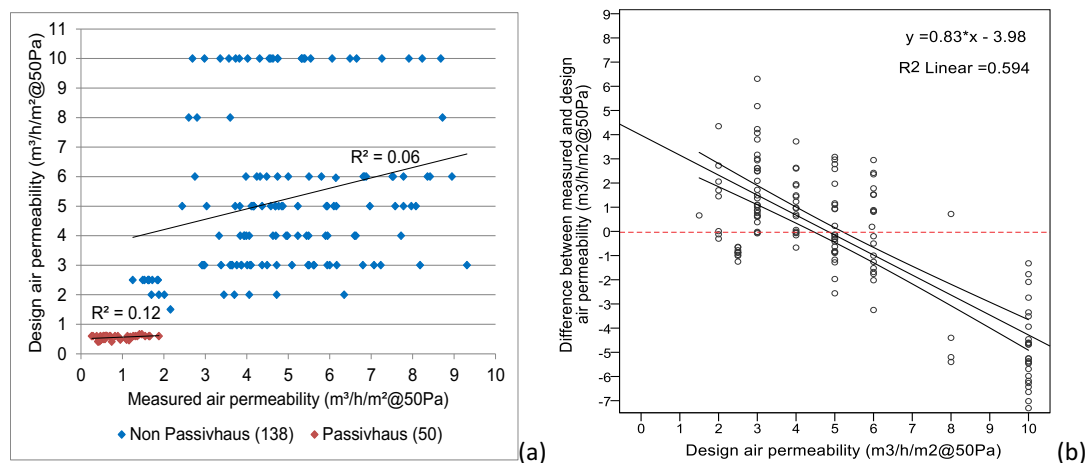 11
10
9
8
7
6
5
4
3
2
1
0
Design air permeability (m³/h/m²@50Pa)
R² = 0.06
R² = 0.12
0 1 2 3 4 5 6 7 8 9 10
Measured air permeability (m³/h/m²@50Pa)
Non Passivhaus (138) Passivhaus (50)
(a)
y =0.83*x - 3.98
R2 Linear =0.594
9
8
7
6
5
4
3
2
1
0
-1
-2
-3
-4
-5
-6
-7
Difference between measured and design
air permeability (m3/h/m2@50Pa)
0 1 2 3 4 5 6 7 8 9 10
Design air permeability (m3/h/m2@50Pa)
(b)